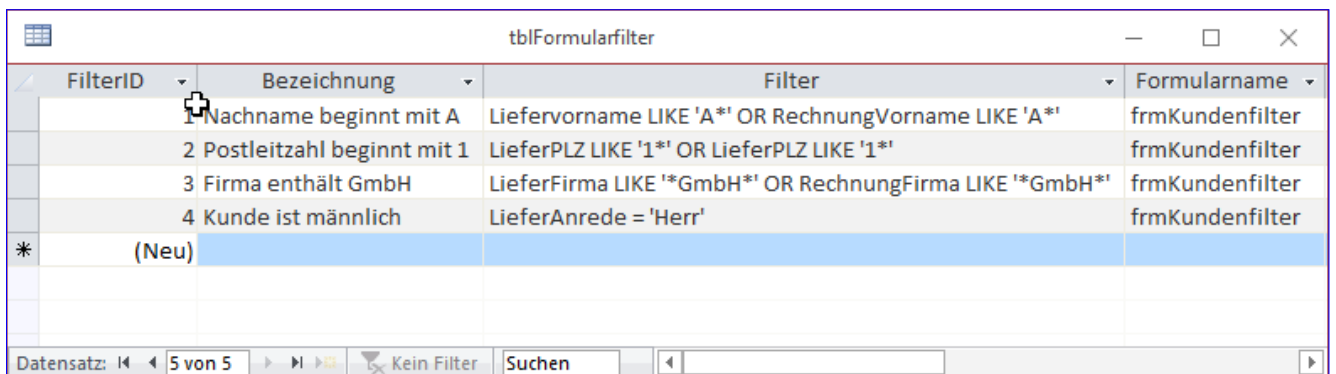 tblFormularfilter
FilterID Bezeichnung Filter Formularname
1 Nachname beginnt mit A Liefervorname LIKE 'A*' OR RechnungVorname LIKE 'A*' frmKundenfilter
2 Postleitzahl beginnt mit 1 LieferPLZ LIKE '1*' OR LieferPLZ LIKE '1*' frmKundenfilter
3 Firma enthält GmbH LieferFirma LIKE '*GmbH*' OR RechnungFirma LIKE '*GmbH*' frmKundenfilter
4 Kunde ist männlich LieferAnrede = 'Herr' frmKundenfilter
(Neu)
Datensatz: 5 von 5 Kein Filter Suchen